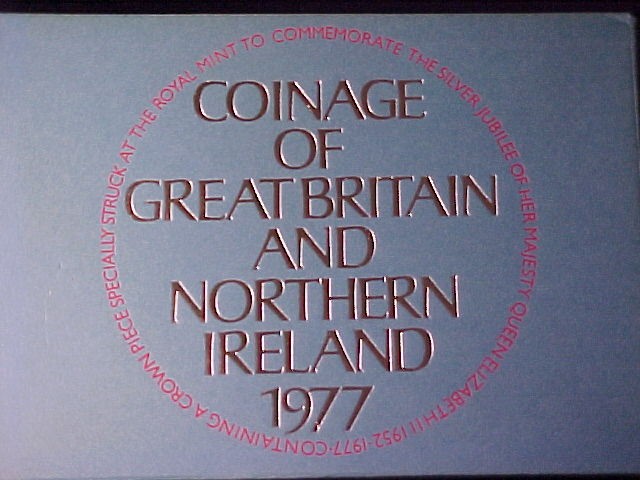 COINAGE
OF
GREAT BRITAIN
AND
NORTHERN
IRELAND
1977
CONTAINING A CROWN PIECE SPECIALLY STRUCK AT THE ROYAL MINT TO COMMEMORATE THE SILVER JUBILEE OF HER MAJESTY QUEEN ELIZABETH II 1952-1977·